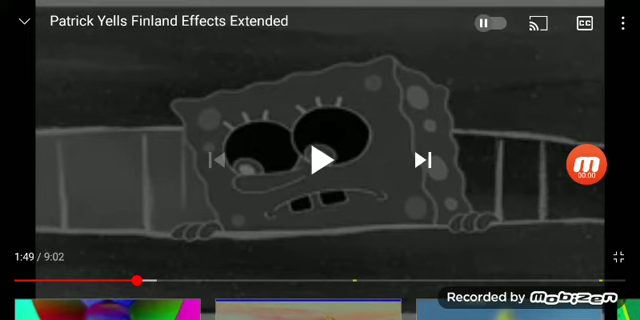 Patrick Yells Finland Effects Extended
CC
00:00
1:49 / 9:02
Recorded by Mobizen